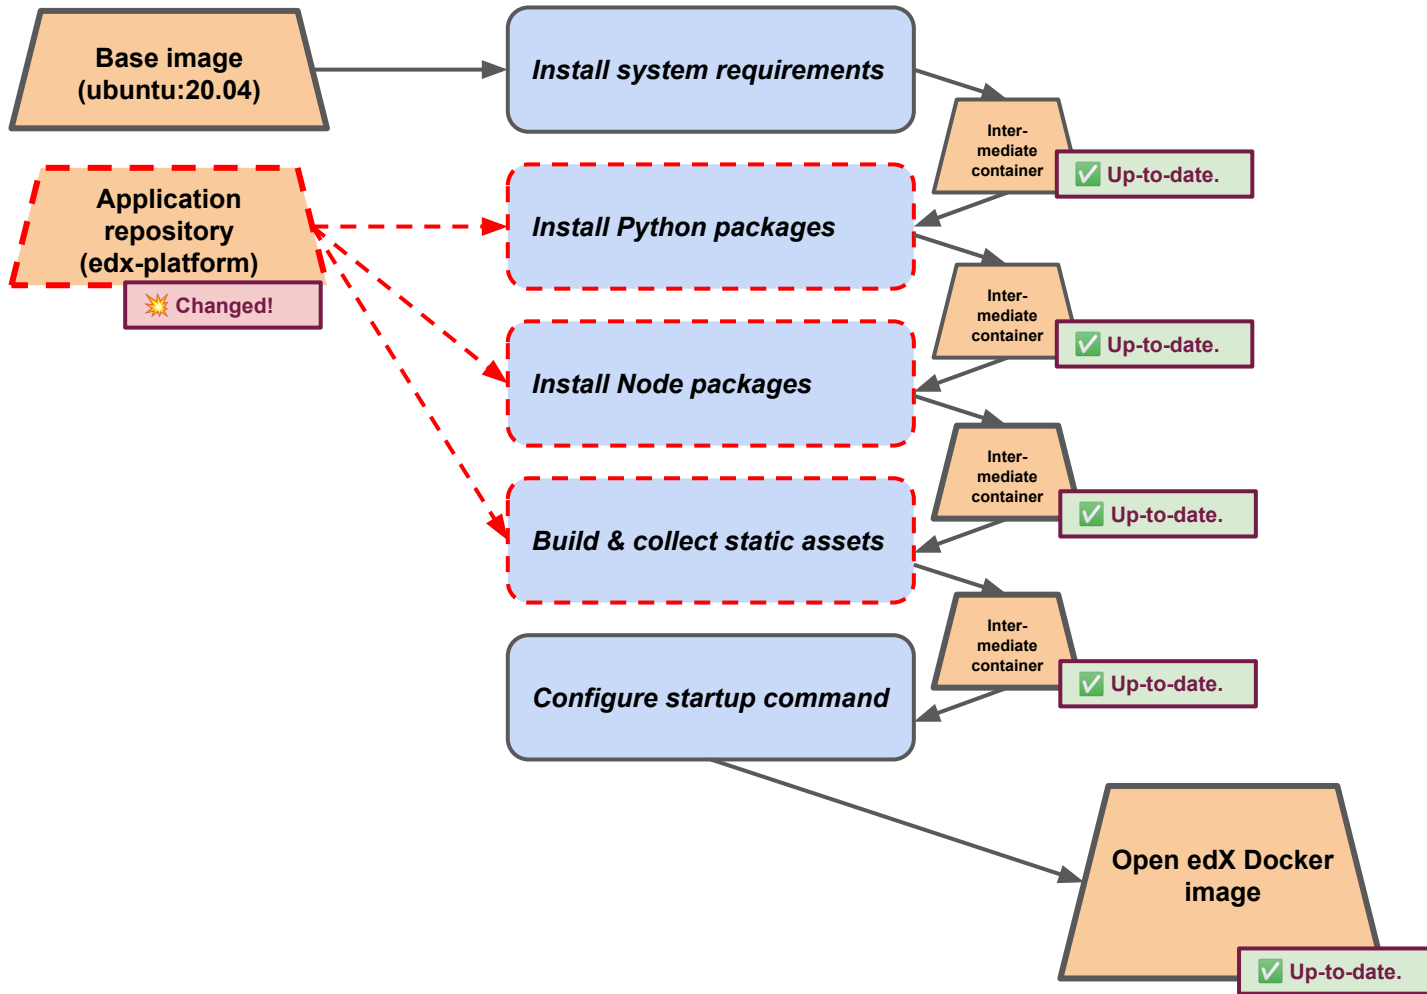 Base image
(ubuntu:20.04)
Install system requirements
Inter-
mediate
container
✅ Up-to-date.
Application
repository
(edx-platform)
💥 Changed!
Install Python packages
Inter-
mediate
container
✅ Up-to-date.
Install Node packages
Inter-
mediate
container
✅ Up-to-date.
Build & collect static assets
Inter-
mediate
container
✅ Up-to-date.
Configure startup command
Open edX Docker
image
✅ Up-to-date.